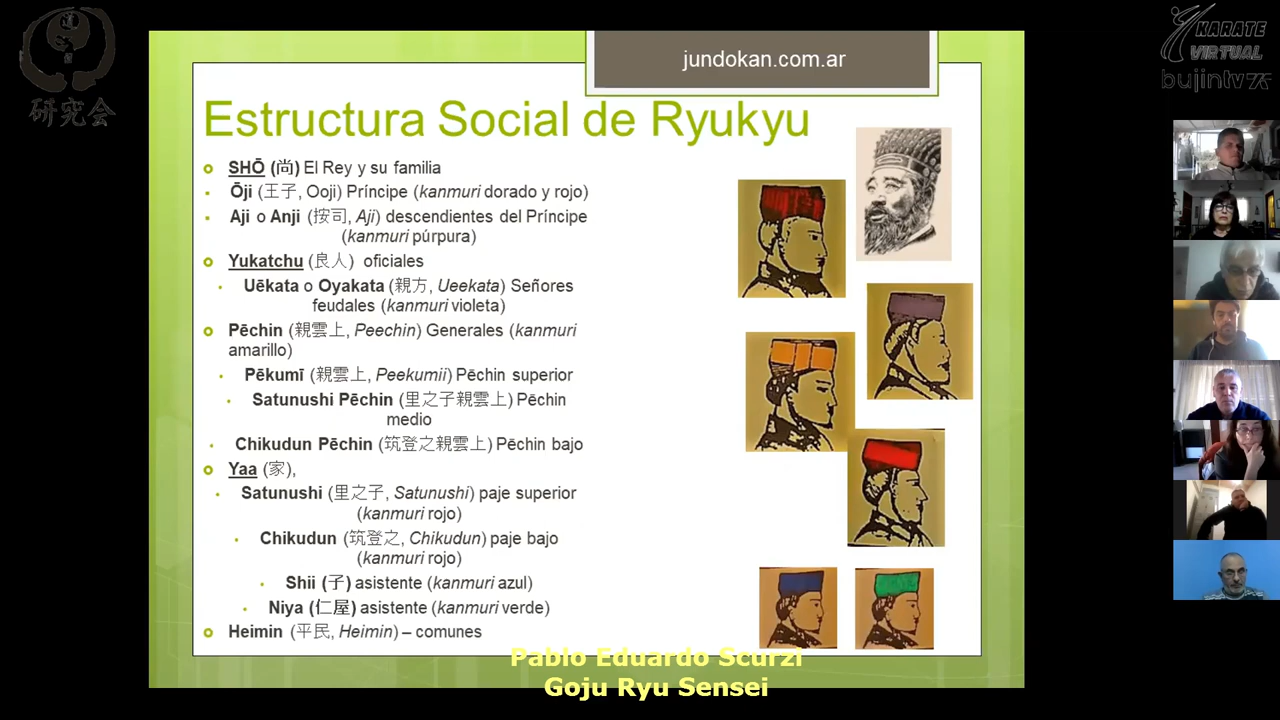 道
研究会
jundokan.com.ar
KARATE
VIRTUAL
bujintv
Estructura Social de Ryukyu
SHŌ (尚) El Rey y su familia
Ōji (王子, Ooji) Príncipe (kanmuri dorado y rojo)
Aji o Anji (按司, Aji) descendientes del Príncipe
(kanmuri púrpura)
Yukatchu (良人) oficiales
Uēkata o Oyakata (親方, Ueekata) Señores
feudales (kanmuri violeta)
Pēchin (親雲上, Peechin) Generales (kanmuri
amarillo)
Pēkumī (親雲上, Peekumii) Pēchin superior
Satunushi Pēchin (里之子親雲上) Pēchin
medio
Chikudun Pēchin (筑登之親雲上) Pēchin bajo
Yaa (家),
Satunushi (里之子, Satunushi) paje superior
(kanmuri rojo)
Chikudun (筑登之, Chikudun) paje bajo
(kanmuri rojo)
Shii (子) asistente (kanmuri azul)
Niya (仁屋) asistente (kanmuri verde)
Heimin (平民, Heimin) – comunes
Pablo Eduardo Scurzi
Goju Ryu Sensei